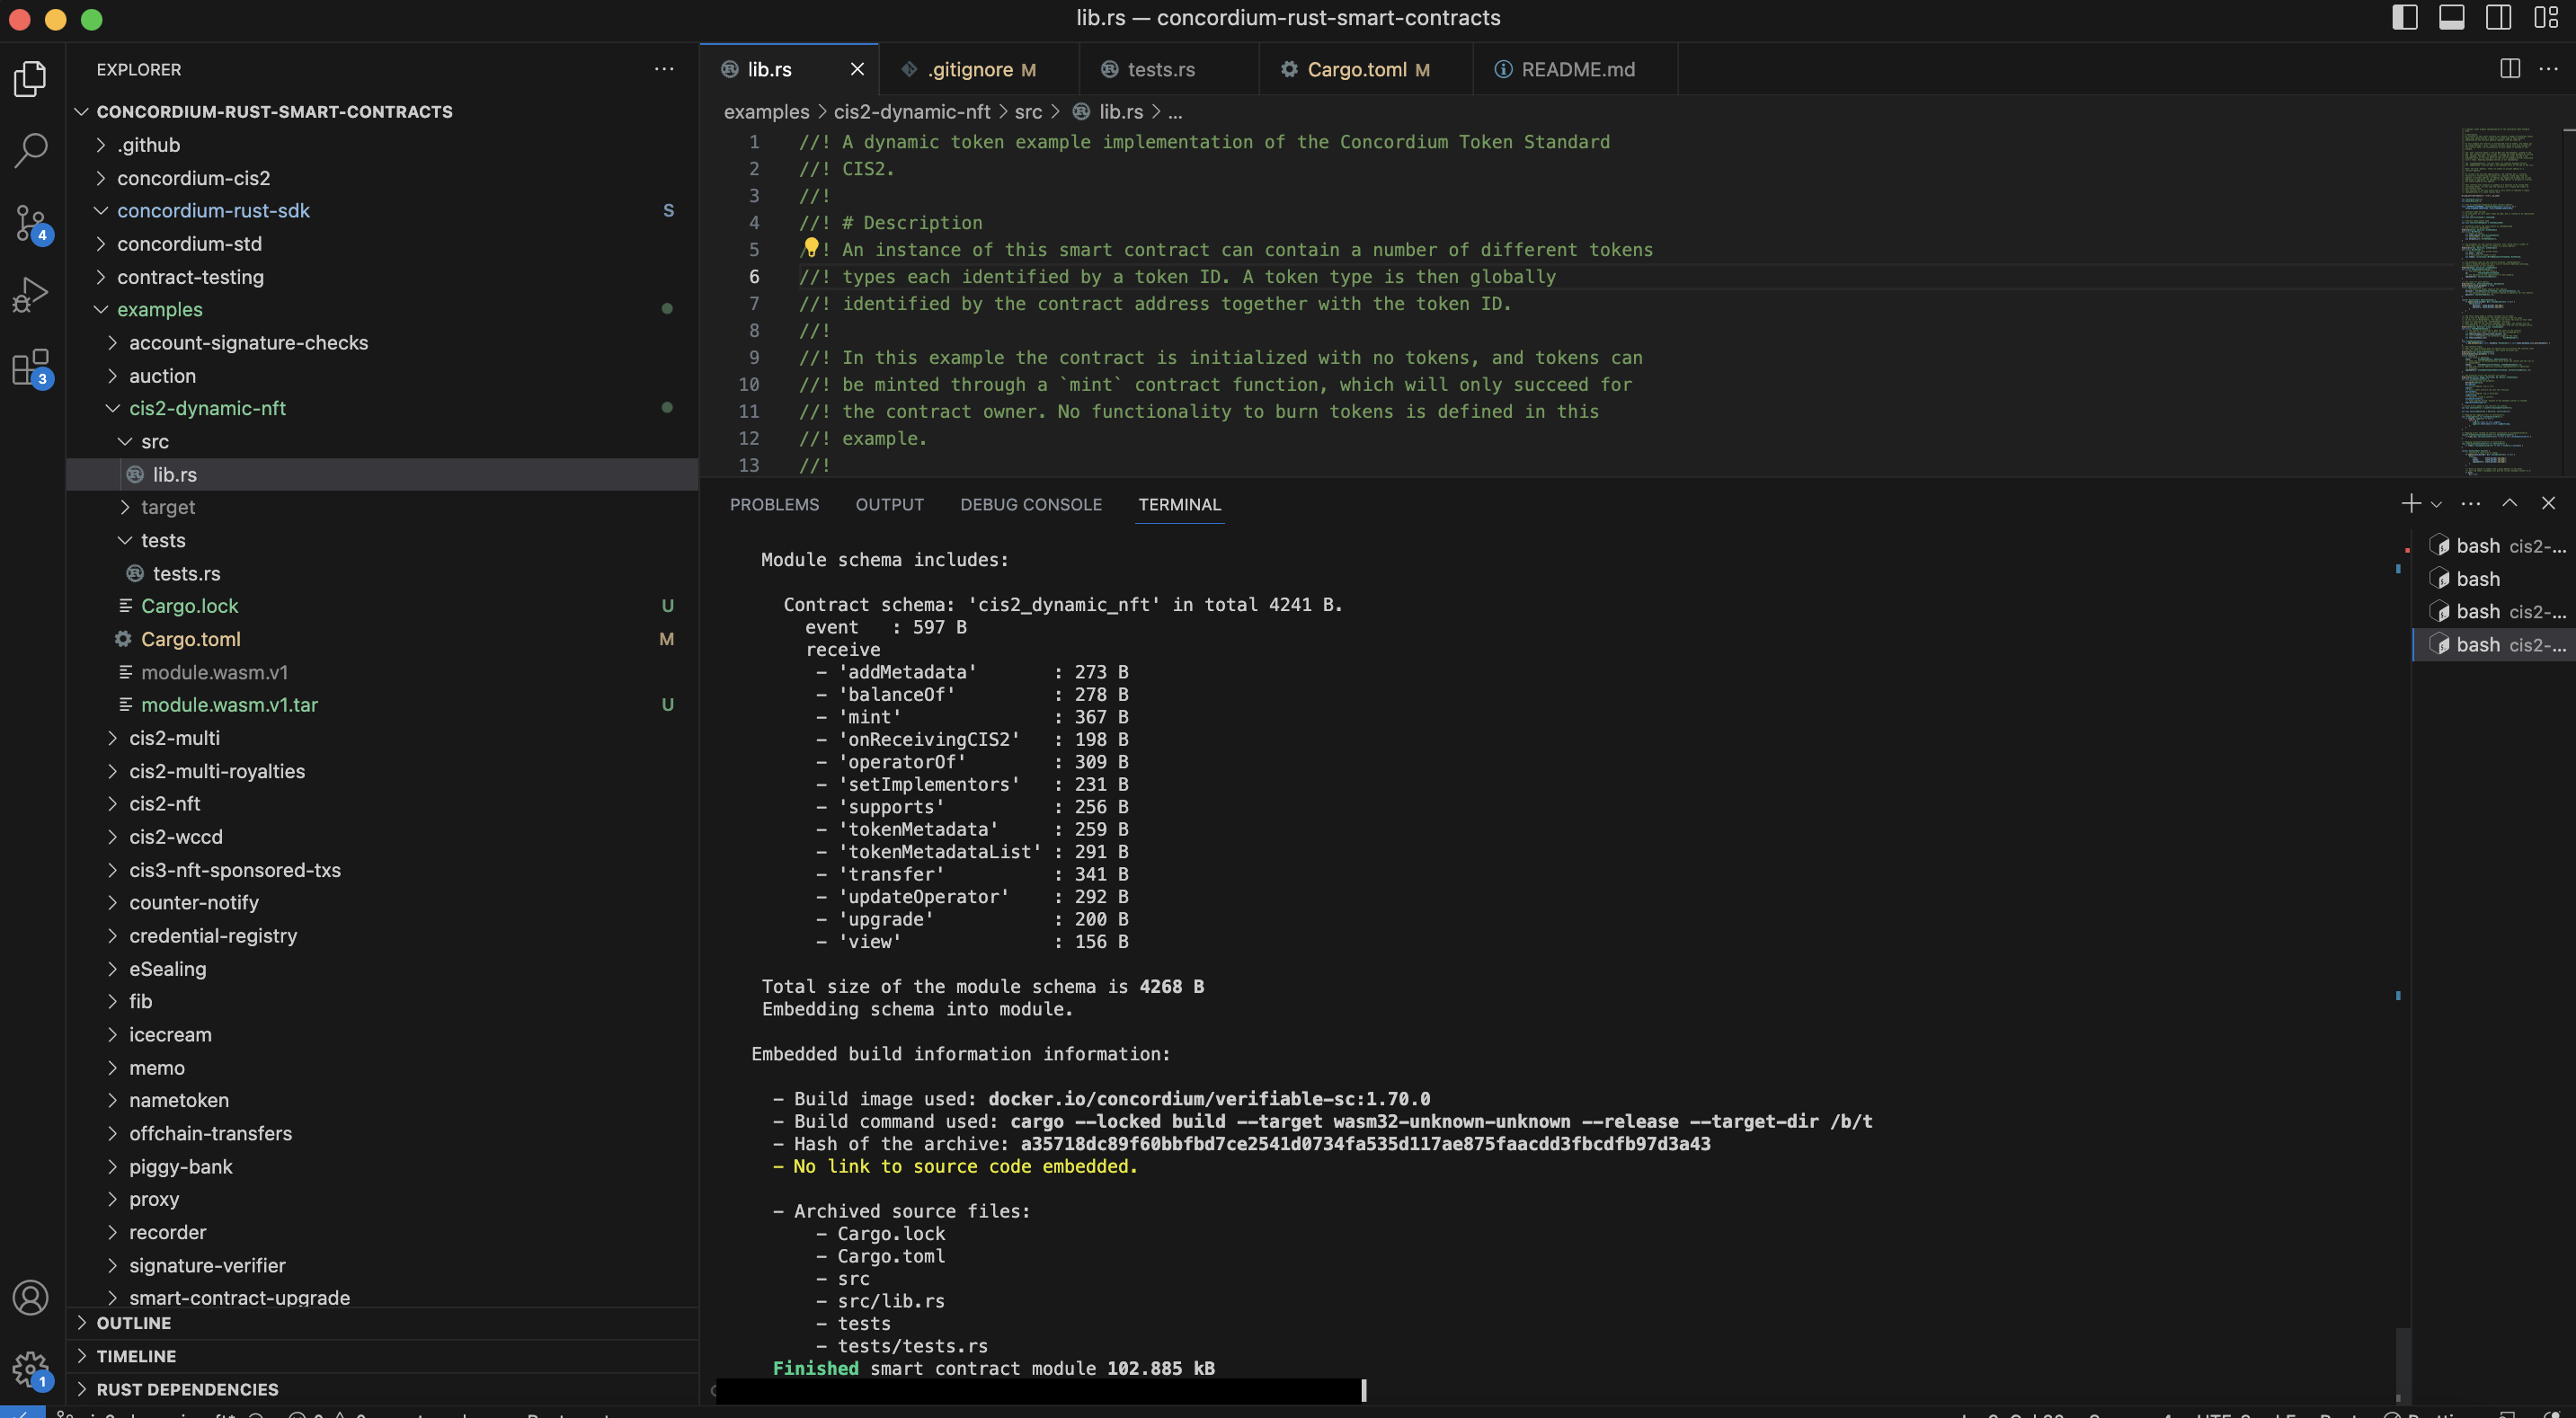 lib.rs — concordium-rust-smart-contracts
EXPLORER
CONCORDIUM-RUST-SMART-CONTRACTS
.github
concordium-cis2
concordium-rust-sdk S
concordium-std
contract-testing
examples
account-signature-checks
auction
cis2-dynamic-nft
src
lib.rs
target
tests
tests.rs
Cargo.lock U
Cargo.toml M
module.wasm.v1
module.wasm.v1.tar U
cis2-multi
cis2-multi-royalties
cis2-nft
cis2-wccd
cis3-nft-sponsored-txs
counter-notify
credential-registry
eSealing
fib
icecream
memo
nametoken
offchain-transfers
piggy-bank
proxy
recorder
signature-verifier
smart-contract-upgrade
OUTLINE
TIMELINE
RUST DEPENDENCIES
4
3
1
lib.rs .gitignore M tests.rs Cargo.toml M README.md
examples > cis2-dynamic-nft > src > lib.rs > ...
1 //! A dynamic token example implementation of the Concordium Token Standard
2 //! CIS2.
3 //!
4 //! # Description
5 //! An instance of this smart contract can contain a number of different tokens
6 //! types each identified by a token ID. A token type is then globally
7 //! identified by the contract address together with the token ID.
8 //!
9 //! In this example the contract is initialized with no tokens, and tokens can
10 //! be minted through a `mint` contract function, which will only succeed for
11 //! the contract owner. No functionality to burn tokens is defined in this
12 //! example.
13 //!
PROBLEMS OUTPUT DEBUG CONSOLE TERMINAL
Module schema includes:
Contract schema: 'cis2_dynamic_nft' in total 4241 B.
event : 597 B
receive
– 'addMetadata' : 273 B
– 'balanceOf' : 278 B
– 'mint' : 367 B
– 'onReceivingCIS2' : 198 B
– 'operatorOf' : 309 B
– 'setImplementors' : 231 B
– 'supports' : 256 B
– 'tokenMetadata' : 259 B
– 'tokenMetadataList' : 291 B
– 'transfer' : 341 B
– 'updateOperator' : 292 B
– 'upgrade' : 200 B
– 'view' : 156 B
Total size of the module schema is 4268 B
Embedding schema into module.
Embedded build information information:
– Build image used: docker.io/concordium/verifiable-sc:1.70.0
– Build command used: cargo --locked build --target wasm32-unknown-unknown --release --target-dir /b/t
– Hash of the archive: a35718dc89f60bbfbd7ce2541d0734fa535d117ae875faacdd3fbcdfb97d3a43
– No link to source code embedded.
– Archived source files:
– Cargo.lock
– Cargo.toml
– src
– src/lib.rs
– tests
– tests/tests.rs
Finished smart contract module 102.885 kB
bash cis2-...
bash
bash cis2-...
bash cis2-...